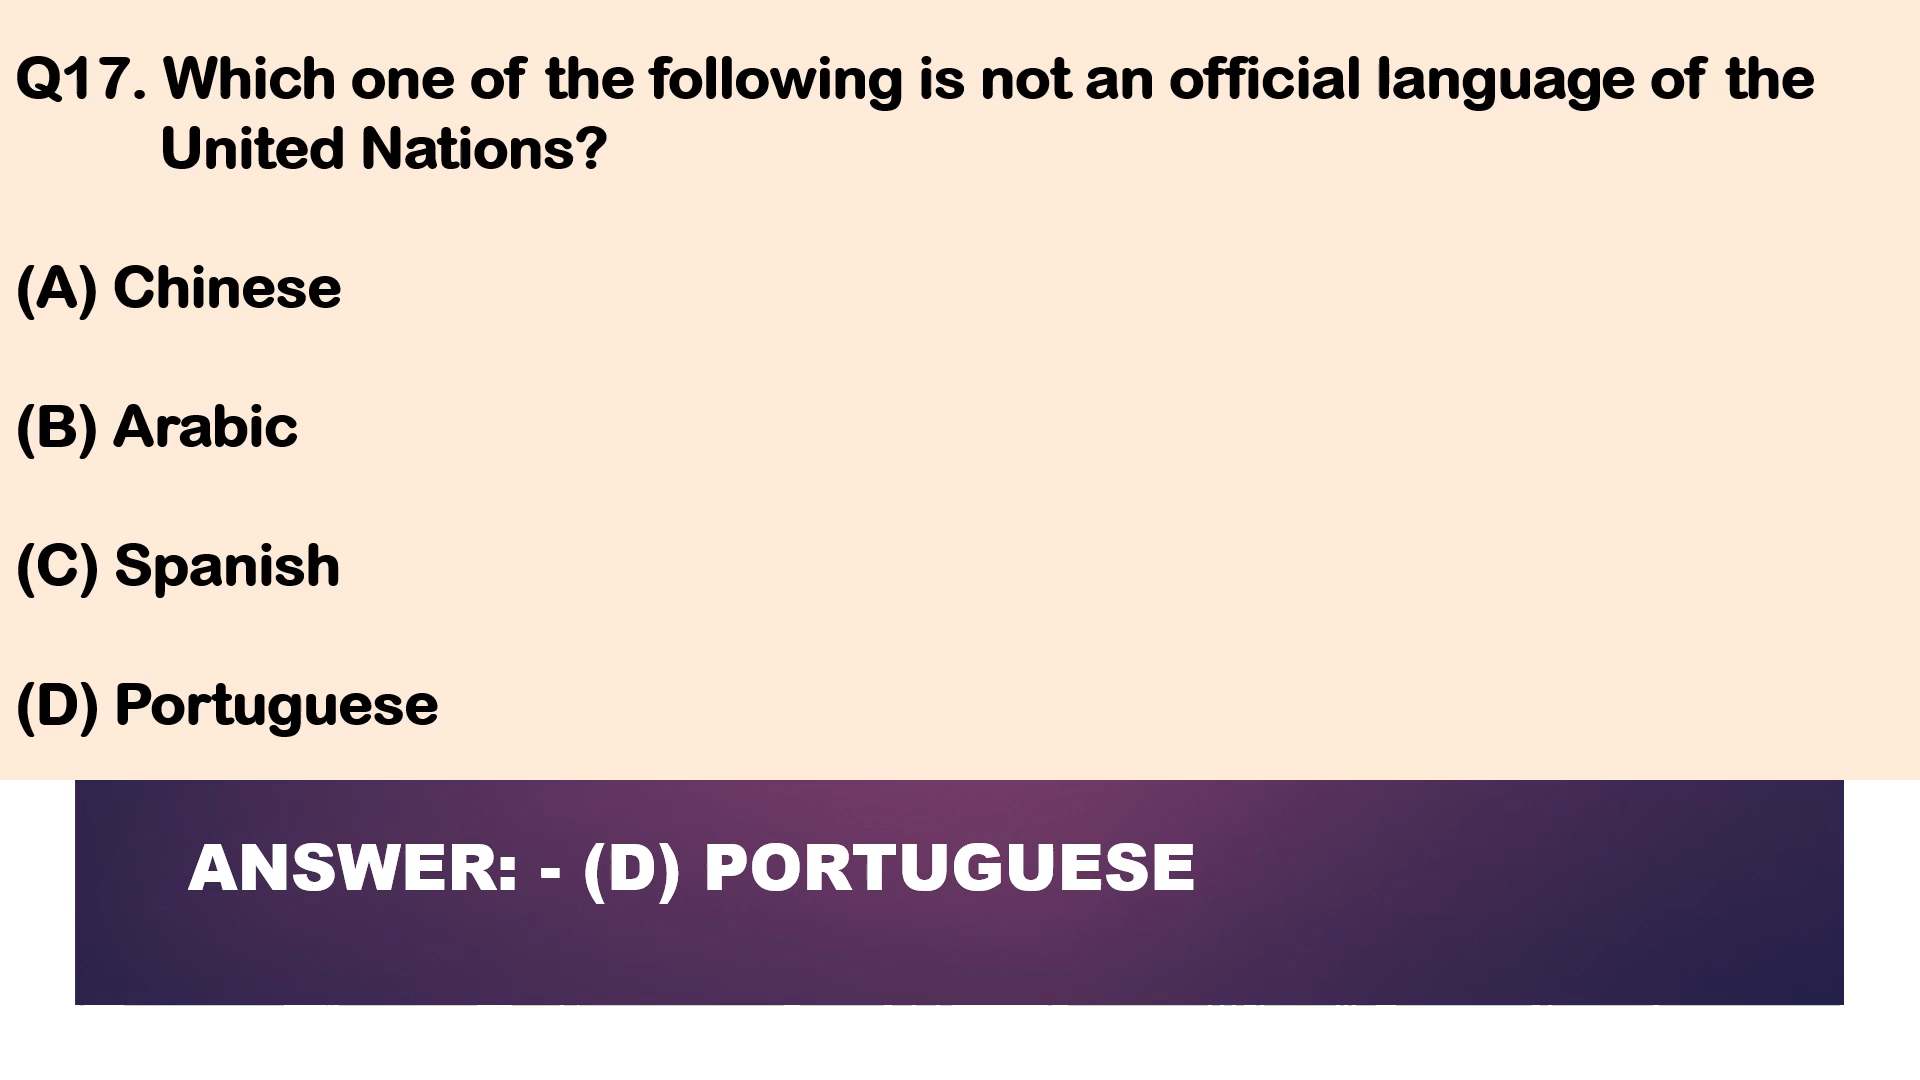 Q17. Which one of the following is not an official language of the
United Nations?
(A) Chinese
(B) Arabic
(C) Spanish
(D) Portuguese
ANSWER: - (D) PORTUGUESE